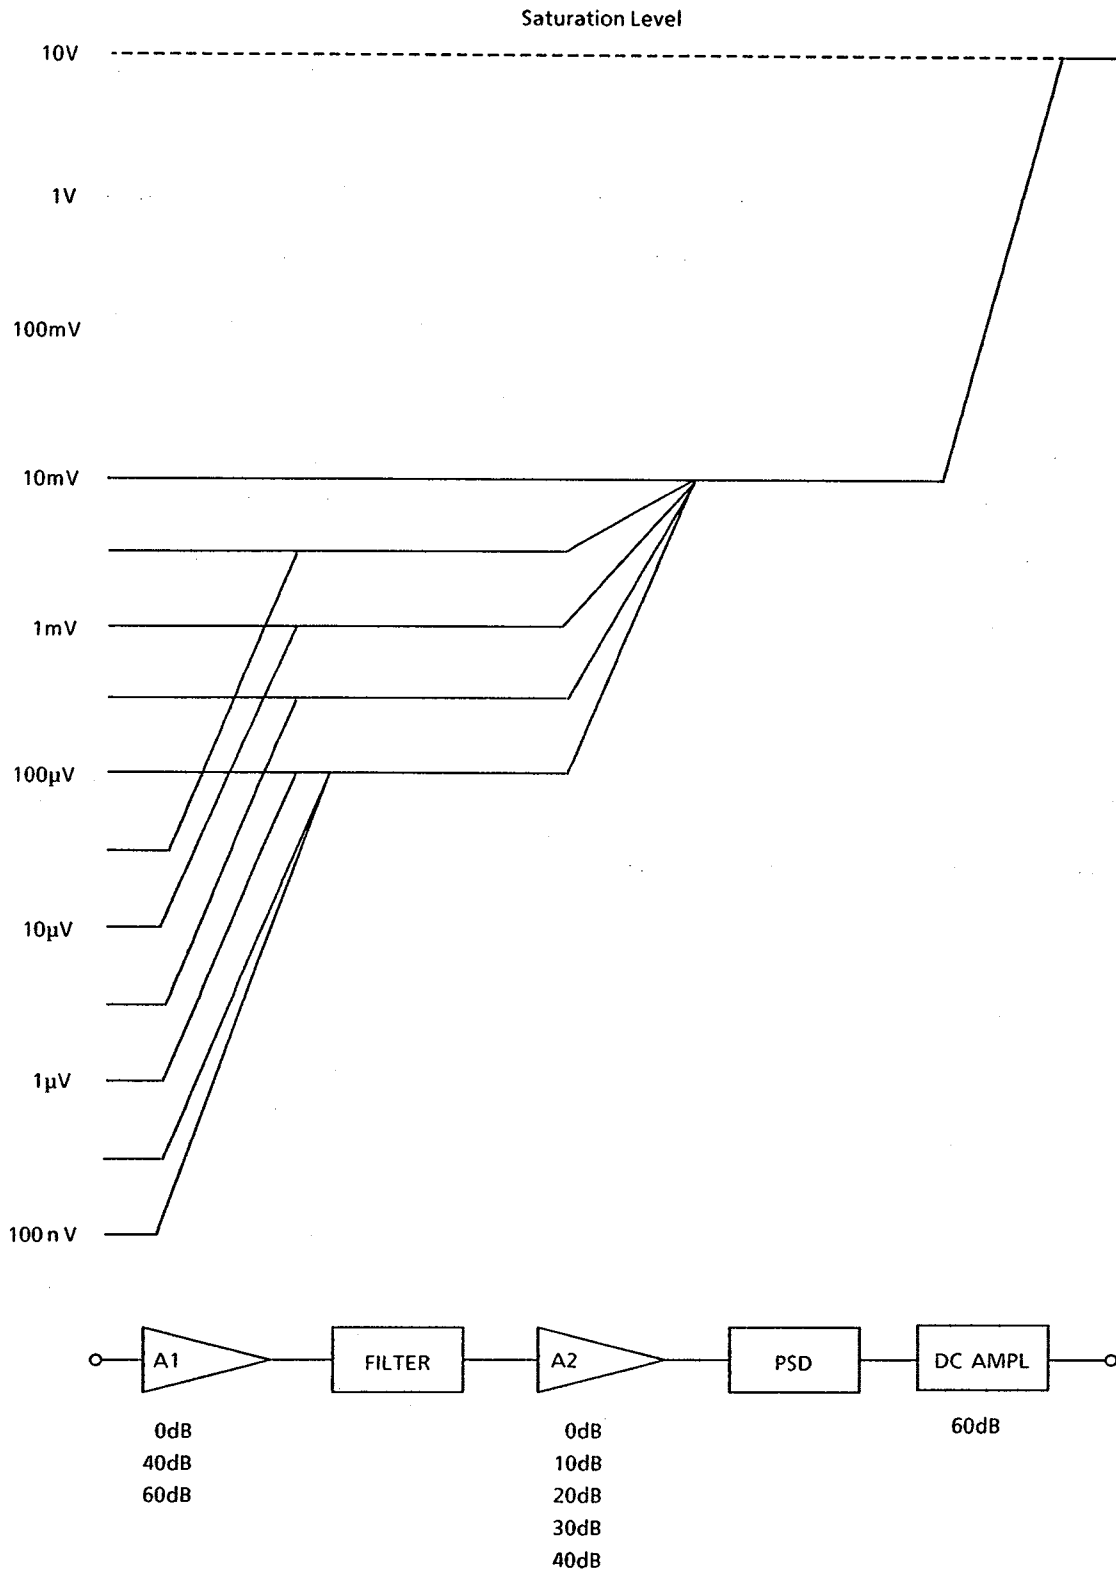 Saturation Level
10V
1V
100mV
10mV
1mV
100µV
10µV
1µV
100 n V
A1
FILTER
A2
PSD
DC AMPL
0dB
40dB
60dB
0dB
10dB
20dB
30dB
40dB
60dB